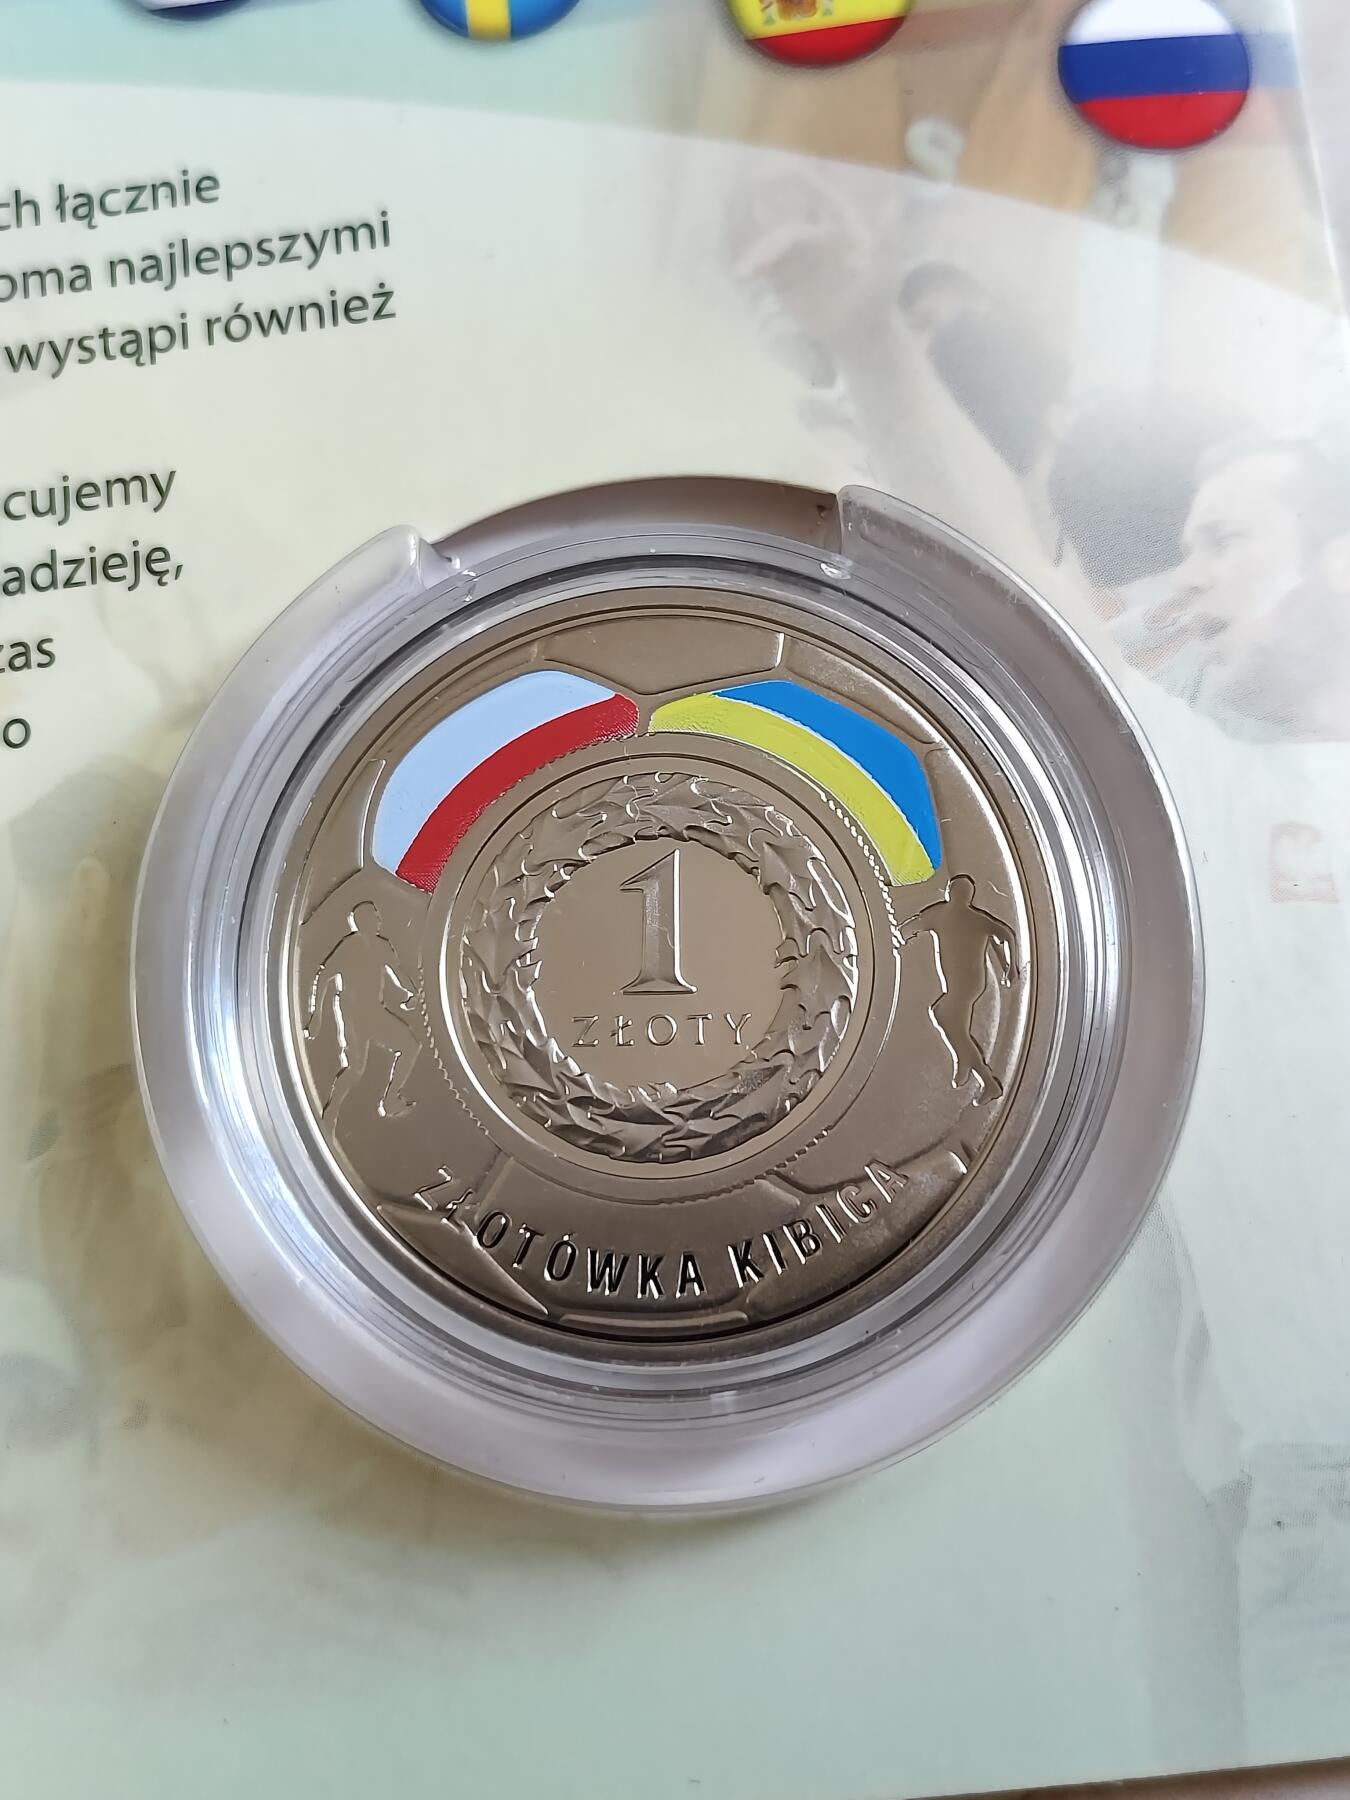 ch łącznie
oma najlepszymi
wystąpi również
cujemy
adzieję,
zas
o
1
ZŁOTY
ZŁOTÓWKA KIBICA